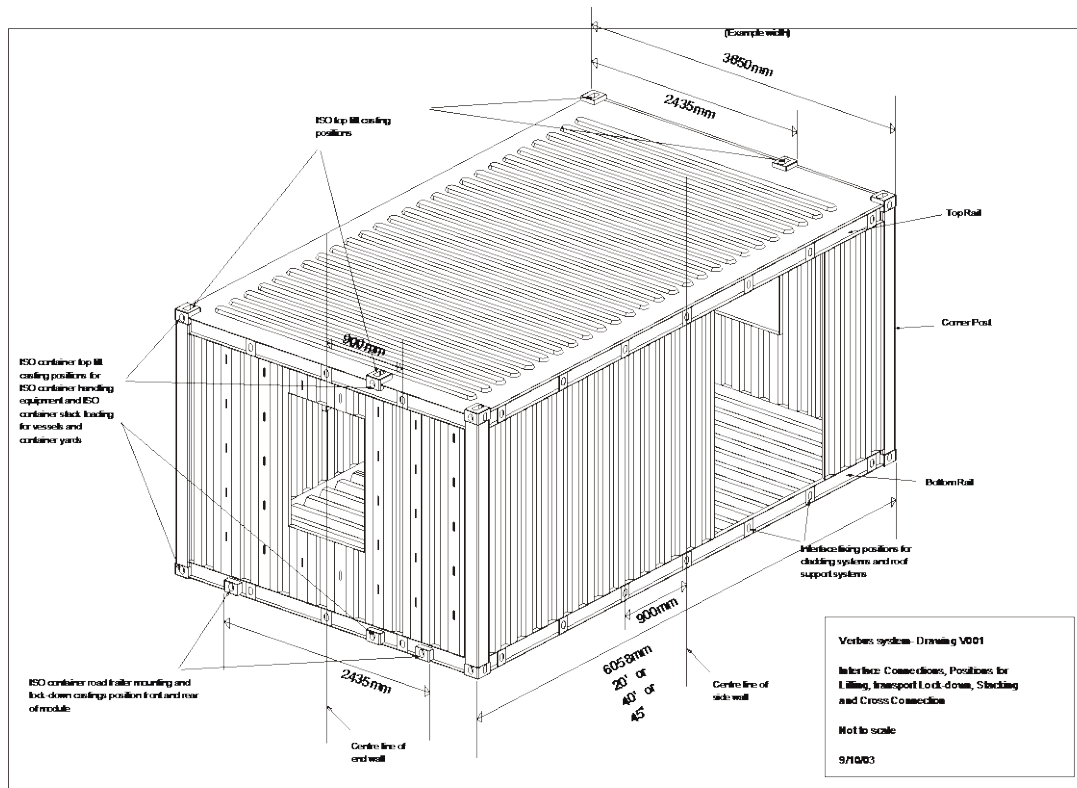 (Example width)
3650mm
2435mm
ISO top lift casting
positions
Top Rail
900mm
Corner Post
ISO container top lift
casting positions for
ISO container handling
equipment and ISO
container stack loading
for vessels and
container yards
Bottom Rail
Interface fixing positions for
cladding systems and roof
support systems
900mm
6058mm
20' or
40' or
45'
2435mm
ISO container road trailer mounting and
lock-down castings position front and rear
of module
Centre line of
side wall
Centre line of
end wall
Verbus system- Drawing V001
Interface Connections, Positions for
Lifting, transport Lock-down, Stacking
and Cross Connection
Not to scale
9/10/03